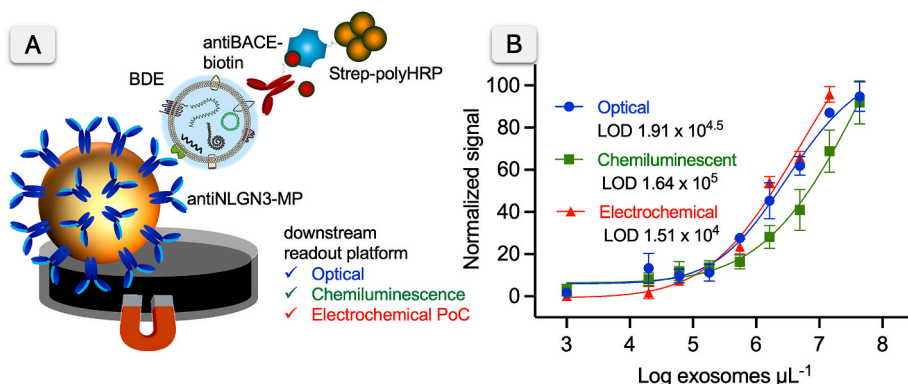 A
antiBACE-
biotin
Strep-polyHRP
BDE
antiNLGN3-MP
downstream
readout platform
✓ Optical
✓ Chemiluminescence
✓ Electrochemical PoC
B
Normalized signal
100
80
60
40
20
0
Optical
LOD 1.91 x 10^4.5
Chemiluminescent
LOD 1.64 x 10^5
Electrochemical
LOD 1.51 x 10^4
3 4 5 6 7 8
Log exosomes µL^-1